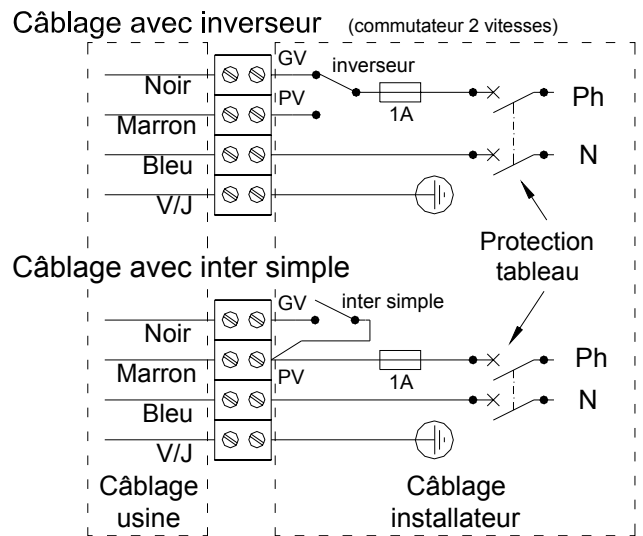 Câblage avec inverseur (commutateur 2 vitesses)
GV
inverseur
Noir
PV
1A
Ph
Marron
N
Bleu
V/J
Protection
tableau
Câblage avec inter simple
GV
inter simple
Noir
Ph
Marron
PV
1A
N
Bleu
V/J
Câblage
usine
Câblage
installateur